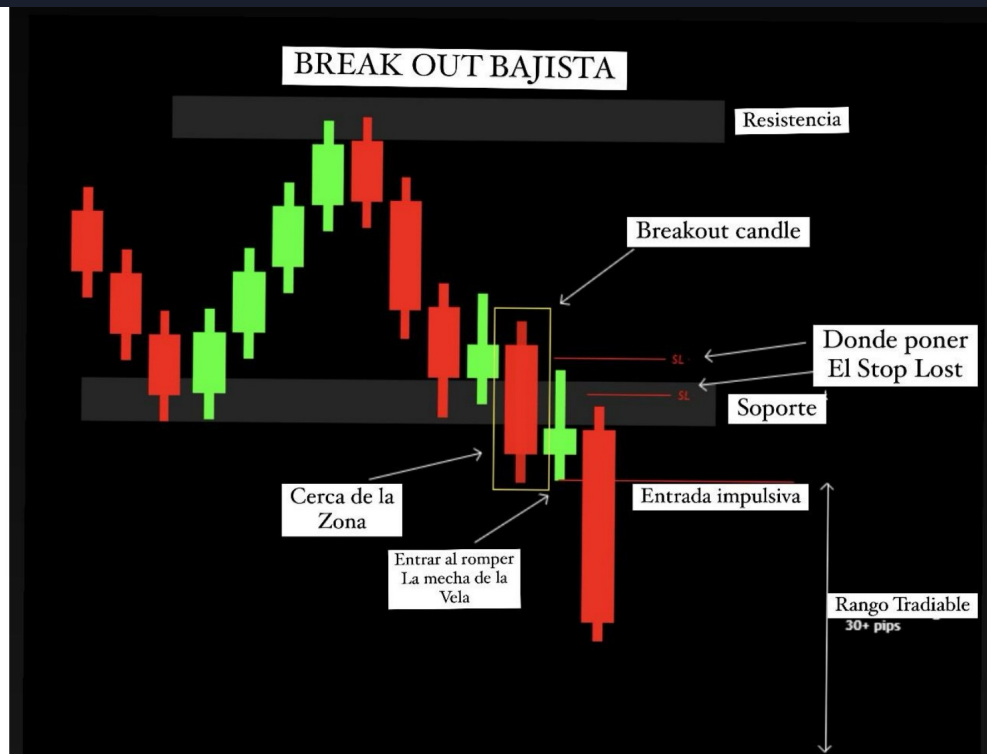 BREAK OUT BAJISTA
Resistencia
Breakout candle
SL
Donde poner
El Stop Lost
SL
Soporte
Cerca de la
Zona
Entrada impulsiva
Entrar al romper
La mecha de la
Vela
Rango Tradiable
30+ pips